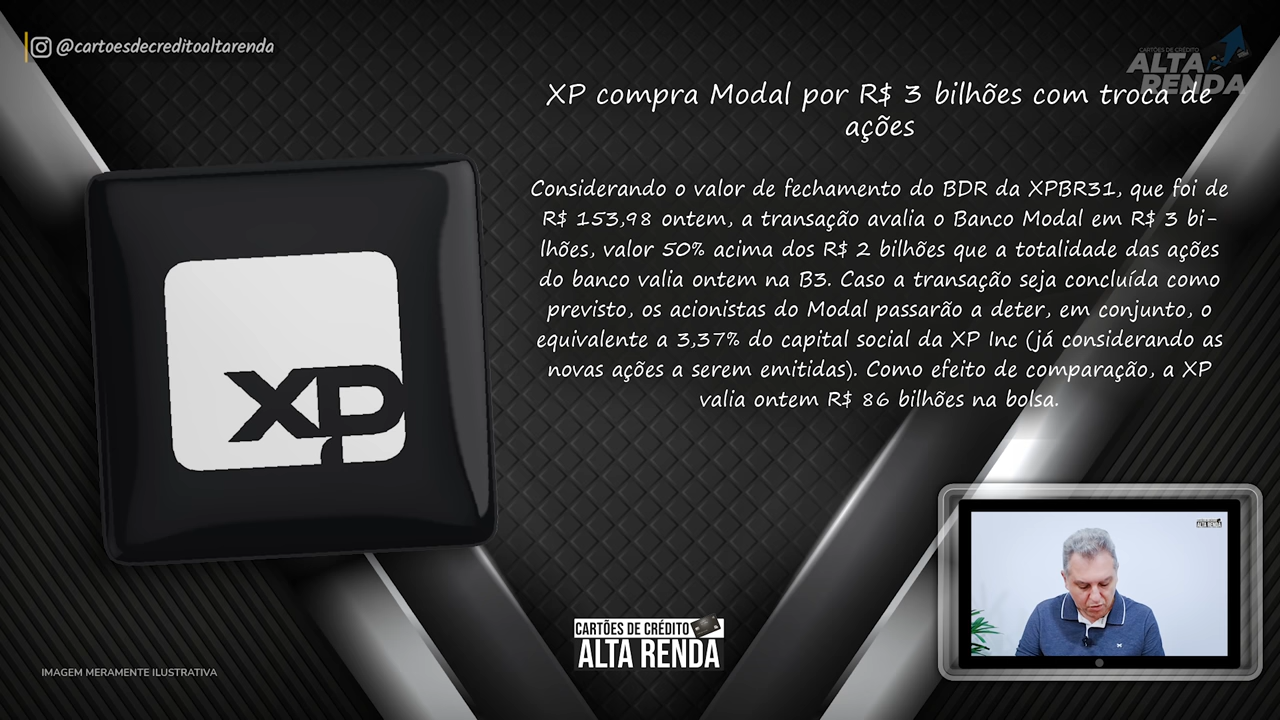 @cartoesdecreditoaltarenda
CARTÕES DE CRÉDITO
ALTA
RENDA
XP compra Modal por R$ 3 bilhões com troca de
ações
Considerando o valor de fechamento do BDR da XPBR31, que foi de
R$ 153,98 ontem, a transação avalia o Banco Modal em R$ 3 bi-
lhões, valor 50% acima dos R$ 2 bilhões que a totalidade das ações
do banco valia ontem na B3. Caso a transação seja concluída como
previsto, os acionistas do Modal passarão a deter, em conjunto, o
equivalente a 3,37% do capital social da XP Inc (já considerando as
novas ações a serem emitidas). Como efeito de comparação, a XP
valia ontem R$ 86 bilhões na bolsa.
XP
CARTÕES DE CRÉDITO
ALTA RENDA
ALTA RENDA
IMAGEM MERAMENTE ILUSTRATIVA